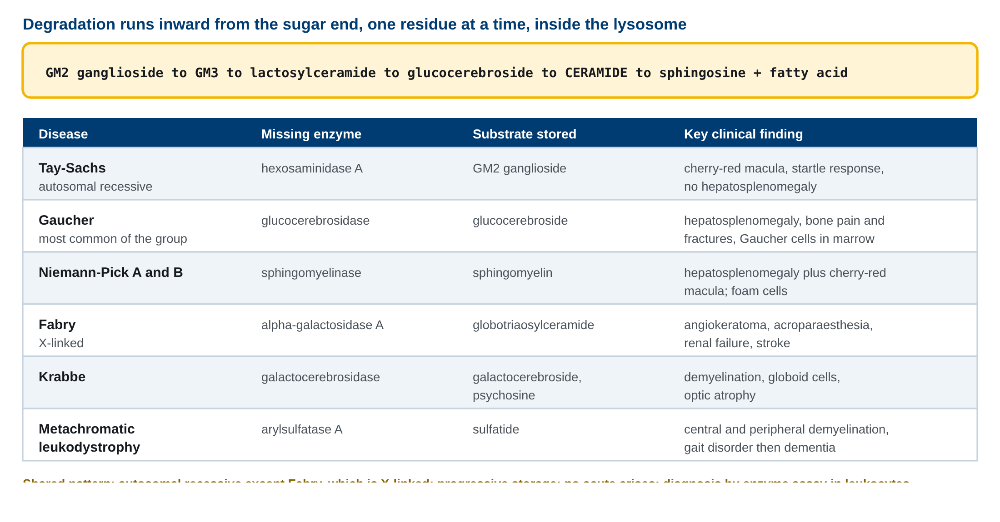 Degradation runs inward from the sugar end, one residue at a time, inside the lysosome
GM2 ganglioside to GM3 to lactosylceramide to glucocerebroside to CERAMIDE to sphingosine + fatty acid
Disease Missing enzyme Substrate stored Key clinical finding
Tay-Sachs hexosaminidase A GM2 ganglioside cherry-red macula, startle response,
autosomal recessive no hepatosplenomegaly
Gaucher glucocerebrosidase glucocerebroside hepatosplenomegaly, bone pain and
most common of the group fractures, Gaucher cells in marrow
Niemann-Pick A and B sphingomyelinase sphingomyelin hepatosplenomegaly plus cherry-red
macula; foam cells
Fabry alpha-galactosidase A globotriaosylceramide angiokeratoma, acroparaesthesia,
X-linked renal failure, stroke
Krabbe galactocerebrosidase galactocerebroside, demyelination, globoid cells,
psychosine optic atrophy
Metachromatic arylsulfatase A sulfatide central and peripheral demyelination,
leukodystrophy gait disorder then dementia
Shared pattern: autosomal recessive except Fabry, which is X-linked; progressive storage; no acute crises; diagnosis by enzyme assay in leukocytes